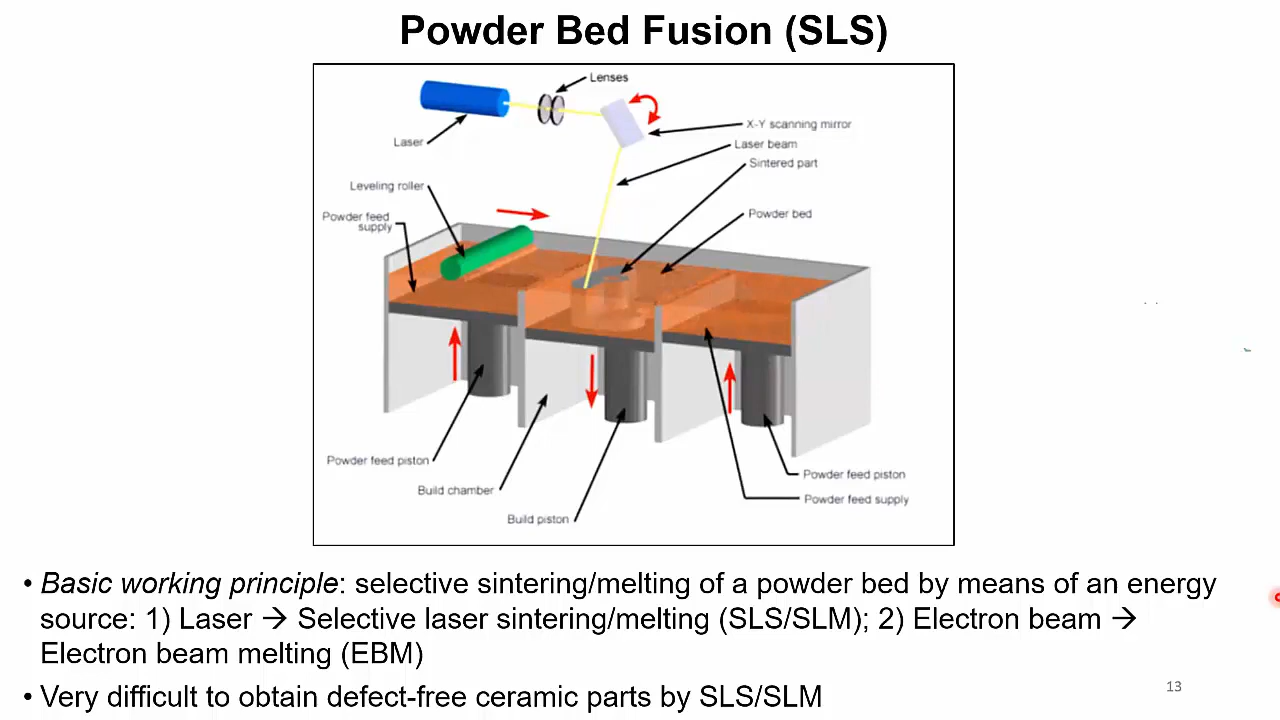 Powder Bed Fusion (SLS)
Lenses
X-Y scanning mirror
Laser
Laser beam
Sintered part
Leveling roller
Powder feed
supply
Powder bed
Powder feed piston
Build chamber
Build piston
Powder feed piston
Powder feed supply
• Basic working principle: selective sintering/melting of a powder bed by means of an energy
source: 1) Laser → Selective laser sintering/melting (SLS/SLM); 2) Electron beam →
Electron beam melting (EBM)
• Very difficult to obtain defect-free ceramic parts by SLS/SLM
13